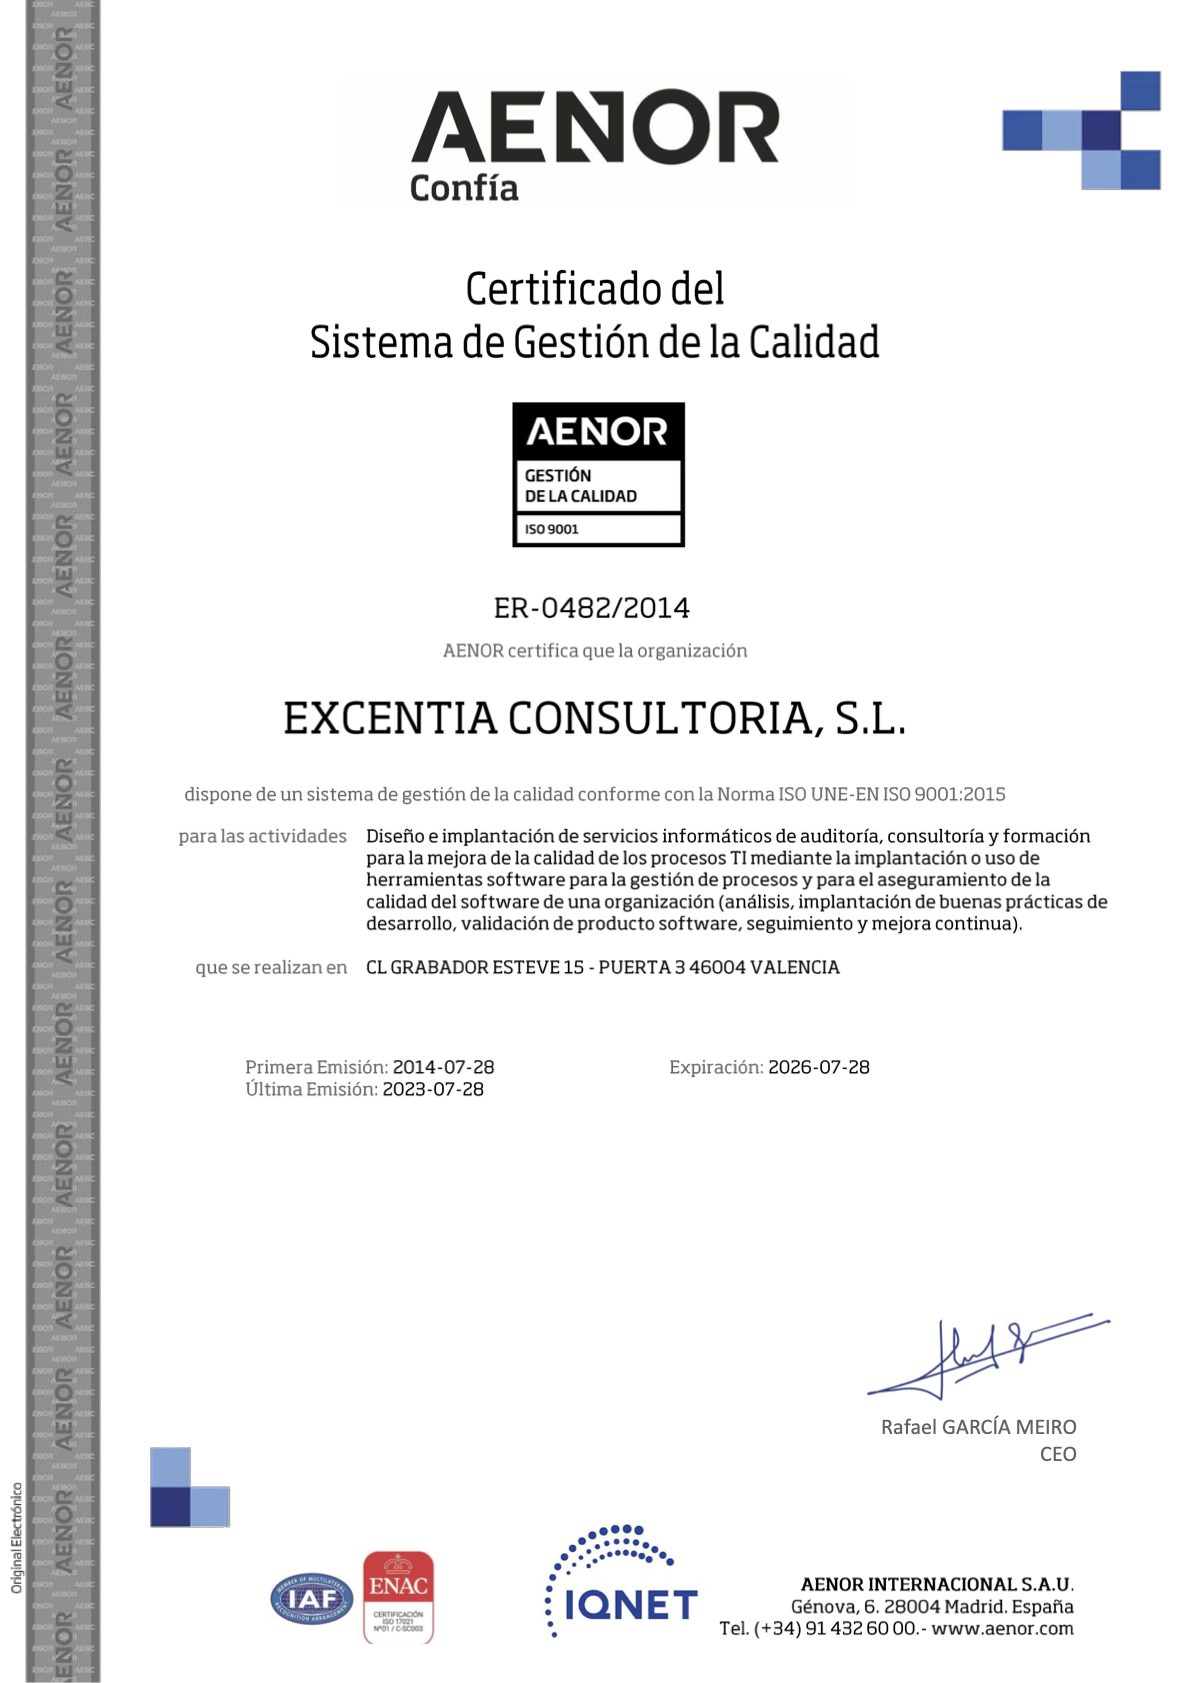 AENOR
Confía
Certificado del
Sistema de Gestión de la Calidad
AENOR
GESTIÓN
DE LA CALIDAD
ISO 9001
ER-0482/2014
AENOR certifica que la organización
EXCENTIA CONSULTORIA, S.L.
dispone de un sistema de gestión de la calidad conforme con la Norma ISO UNE-EN ISO 9001:2015
para las actividades Diseño e implantación de servicios informáticos de auditoría, consultoría y formación
para la mejora de la calidad de los procesos TI mediante la implantación o uso de
herramientas software para la gestión de procesos y para el aseguramiento de la
calidad del software de una organización (análisis, implantación de buenas prácticas de
desarrollo, validación de producto software, seguimiento y mejora continua).
que se realizan en CL GRABADOR ESTEVE 15 - PUERTA 3 46004 VALENCIA
Primera Emisión: 2014-07-28 Expiración: 2026-07-28
Última Emisión: 2023-07-28
Rafael GARCÍA MEIRO
CEO
Original Electrónico
MEMBER OF MULTILATERAL
IAF
RECOGNITION ARRANGEMENT
ENAC
CERTIFICACIÓN
ISO 17021
Nº01 / C-SC003
IQNET
AENOR INTERNACIONAL S.A.U.
Génova, 6. 28004 Madrid. España
Tel. (+34) 91 432 60 00.- www.aenor.com